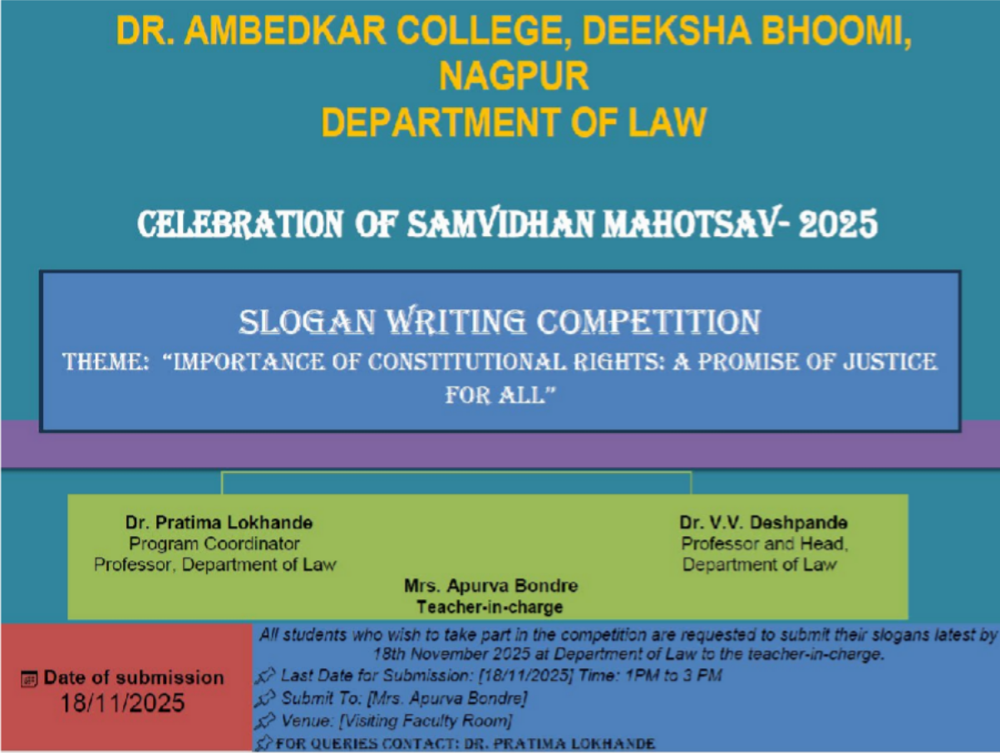 DR. AMBEDKAR COLLEGE, DEEKSHA BHOOMI,
NAGPUR
DEPARTMENT OF LAW
CELEBRATION OF SAMVIDHAN MAHOTSAV- 2025
SLOGAN WRITING COMPETITION
THEME: “IMPORTANCE OF CONSTITUTIONAL RIGHTS: A PROMISE OF JUSTICE
FOR ALL”
Dr. Pratima Lokhande
Program Coordinator
Professor, Department of Law
Dr. V.V. Deshpande
Professor and Head,
Department of Law
Mrs. Apurva Bondre
Teacher-in-charge
Date of submission
18/11/2025
All students who wish to take part in the competition are requested to submit their slogans latest by
18th November 2025 at Department of Law to the teacher-in-charge.
Last Date for Submission: [18/11/2025] Time: 1PM to 3 PM
Submit To: [Mrs. Apurva Bondre]
Venue: [Visiting Faculty Room]
FOR QUERIES CONTACT: DR. PRATIMA LOKHANDE